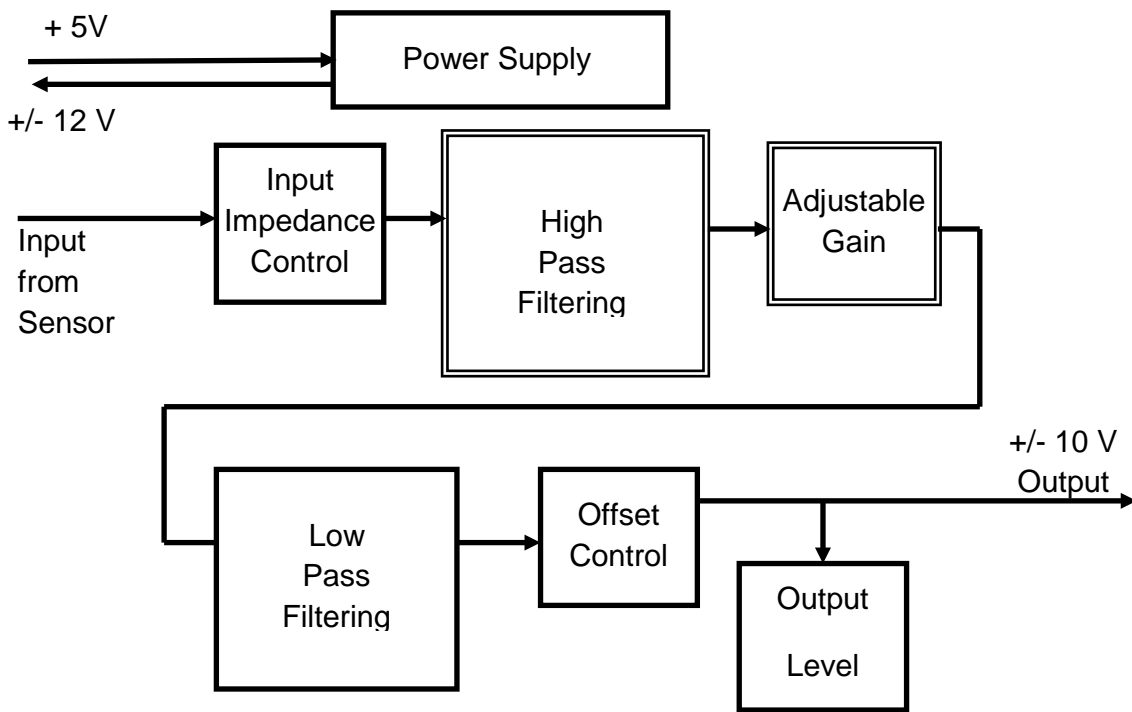 + 5V
Power Supply
+/- 12 V
Input
Impedance
Control
High
Pass
Filtering
Adjustable
Gain
Input
from
Sensor
+/- 10 V
Output
Low
Pass
Filtering
Offset
Control
Output
Level